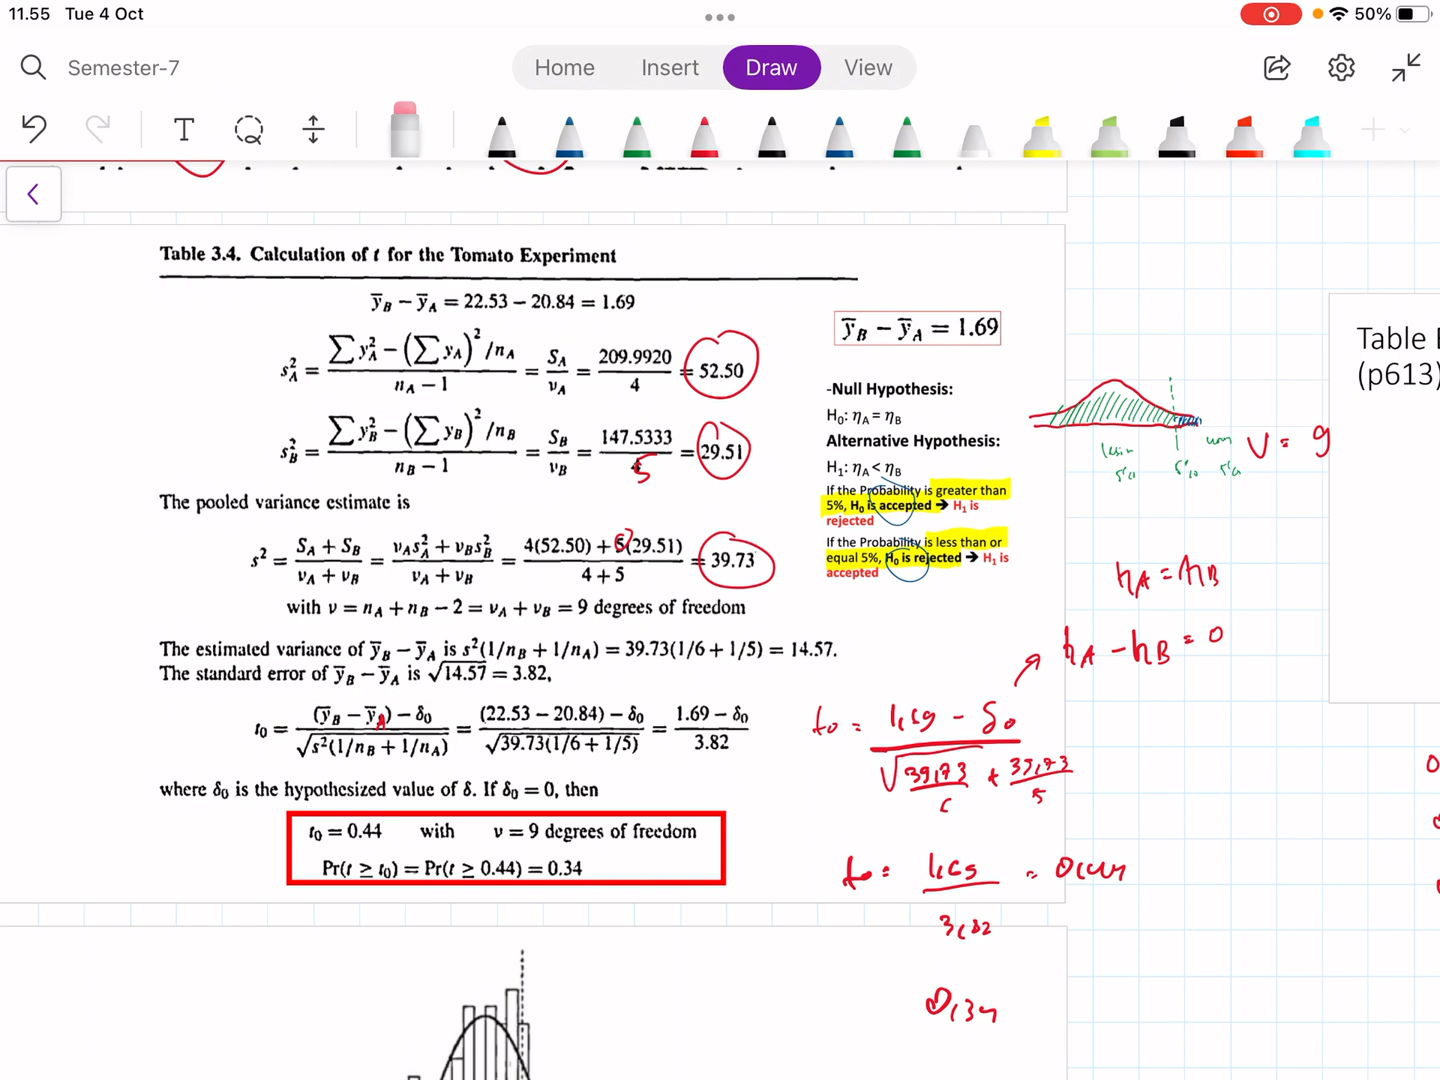 11.55 Tue 4 Oct
50%
Semester-7
Home Insert Draw View
T
Table 3.4. Calculation of t for the Tomato Experiment
ȳB − ȳA = 22.53 − 20.84 = 1.69
s²A = (∑y²A − (∑yA)²/nA) / (nA − 1) = SA/νA = 209.9920/4 = 52.50
s²B = (∑y²B − (∑yB)²/nB) / (nB − 1) = SB/νB = 147.5333/5 = 29.51
The pooled variance estimate is
s² = (SA + SB)/(νA + νB) = (νAs²A + νBs²B)/(νA + νB) = (4(52.50) + 5(29.51))/(4 + 5) = 39.73
with ν = nA + nB − 2 = νA + νB = 9 degrees of freedom
The estimated variance of ȳB − ȳA is s²(1/nB + 1/nA) = 39.73(1/6 + 1/5) = 14.57.
The standard error of ȳB − ȳA is √14.57 = 3.82,
t0 = ((ȳB − ȳA) − δ0)/√(s²(1/nB + 1/nA)) = ((22.53 − 20.84) − δ0)/√(39.73(1/6 + 1/5)) = (1.69 − δ0)/3.82
where δ0 is the hypothesized value of δ. If δ0 = 0, then
t0 = 0.44 with ν = 9 degrees of freedom
Pr(t ≥ t0) = Pr(t ≥ 0.44) = 0.34
ȳB − ȳA = 1.69
-Null Hypothesis:
H0: ηA = ηB
Alternative Hypothesis:
H1: ηA < ηB
If the Probability is greater than
5%, H0 is accepted → H1 is
rejected
If the Probability is less than or
equal 5%, H0 is rejected → H1 is
accepted
V = 9
ηA = ηB
ηA − ηB = 0
t0 = (1,69 − δ0)/√(39,73/6 + 39,73/5)
t0 = 1,69/3,82 = 0,44
0,34
Table
(p613)